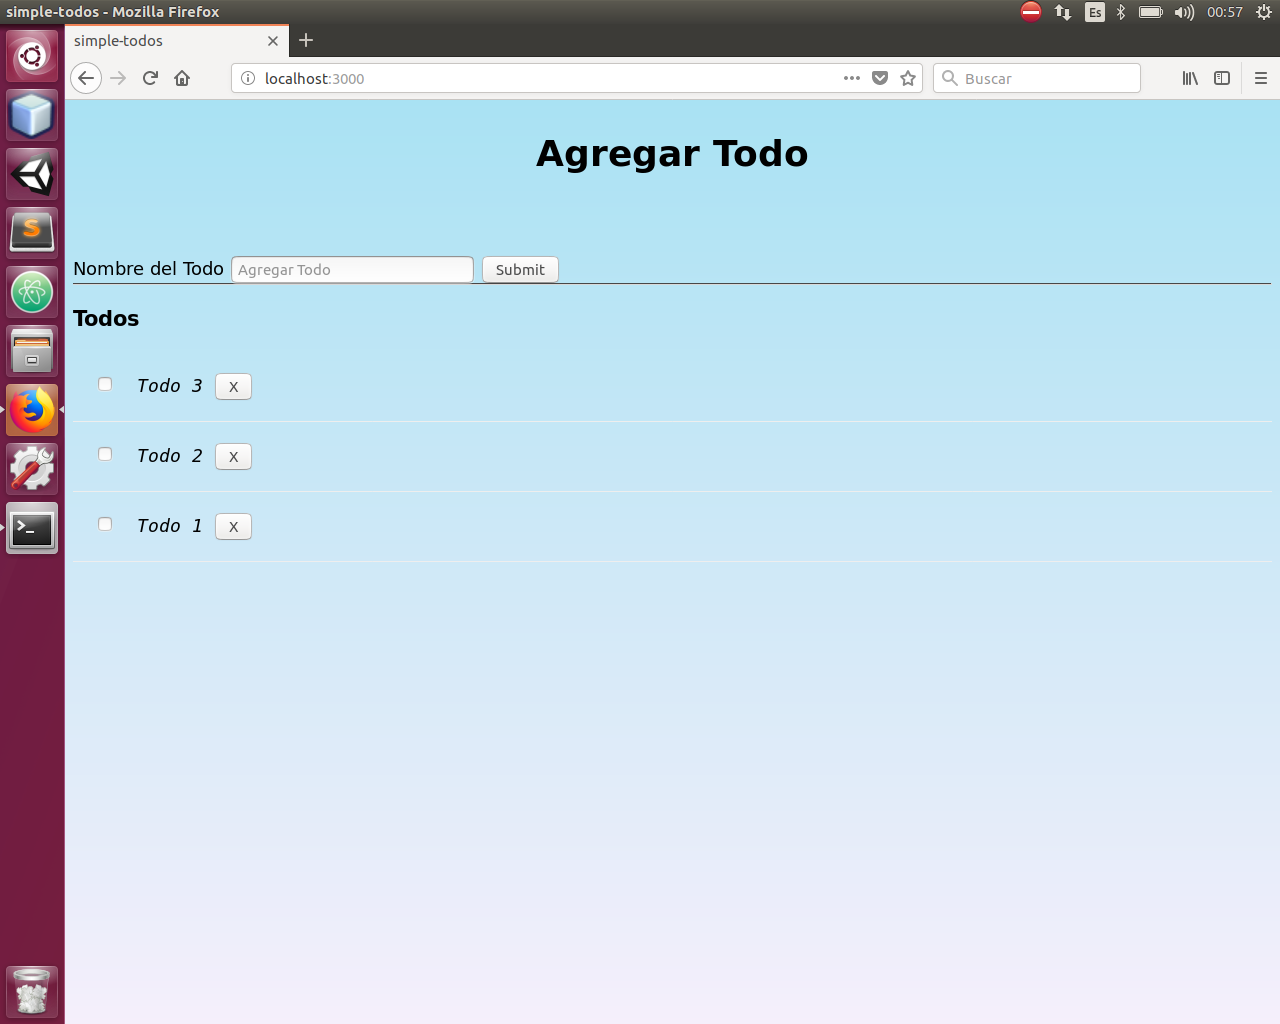 simple-todos - Mozilla Firefox
Es
00:57
simple-todos
localhost:3000
Buscar
Agregar Todo
Nombre del Todo Agregar Todo Submit
Todos
Todo 3 X
Todo 2 X
Todo 1 X